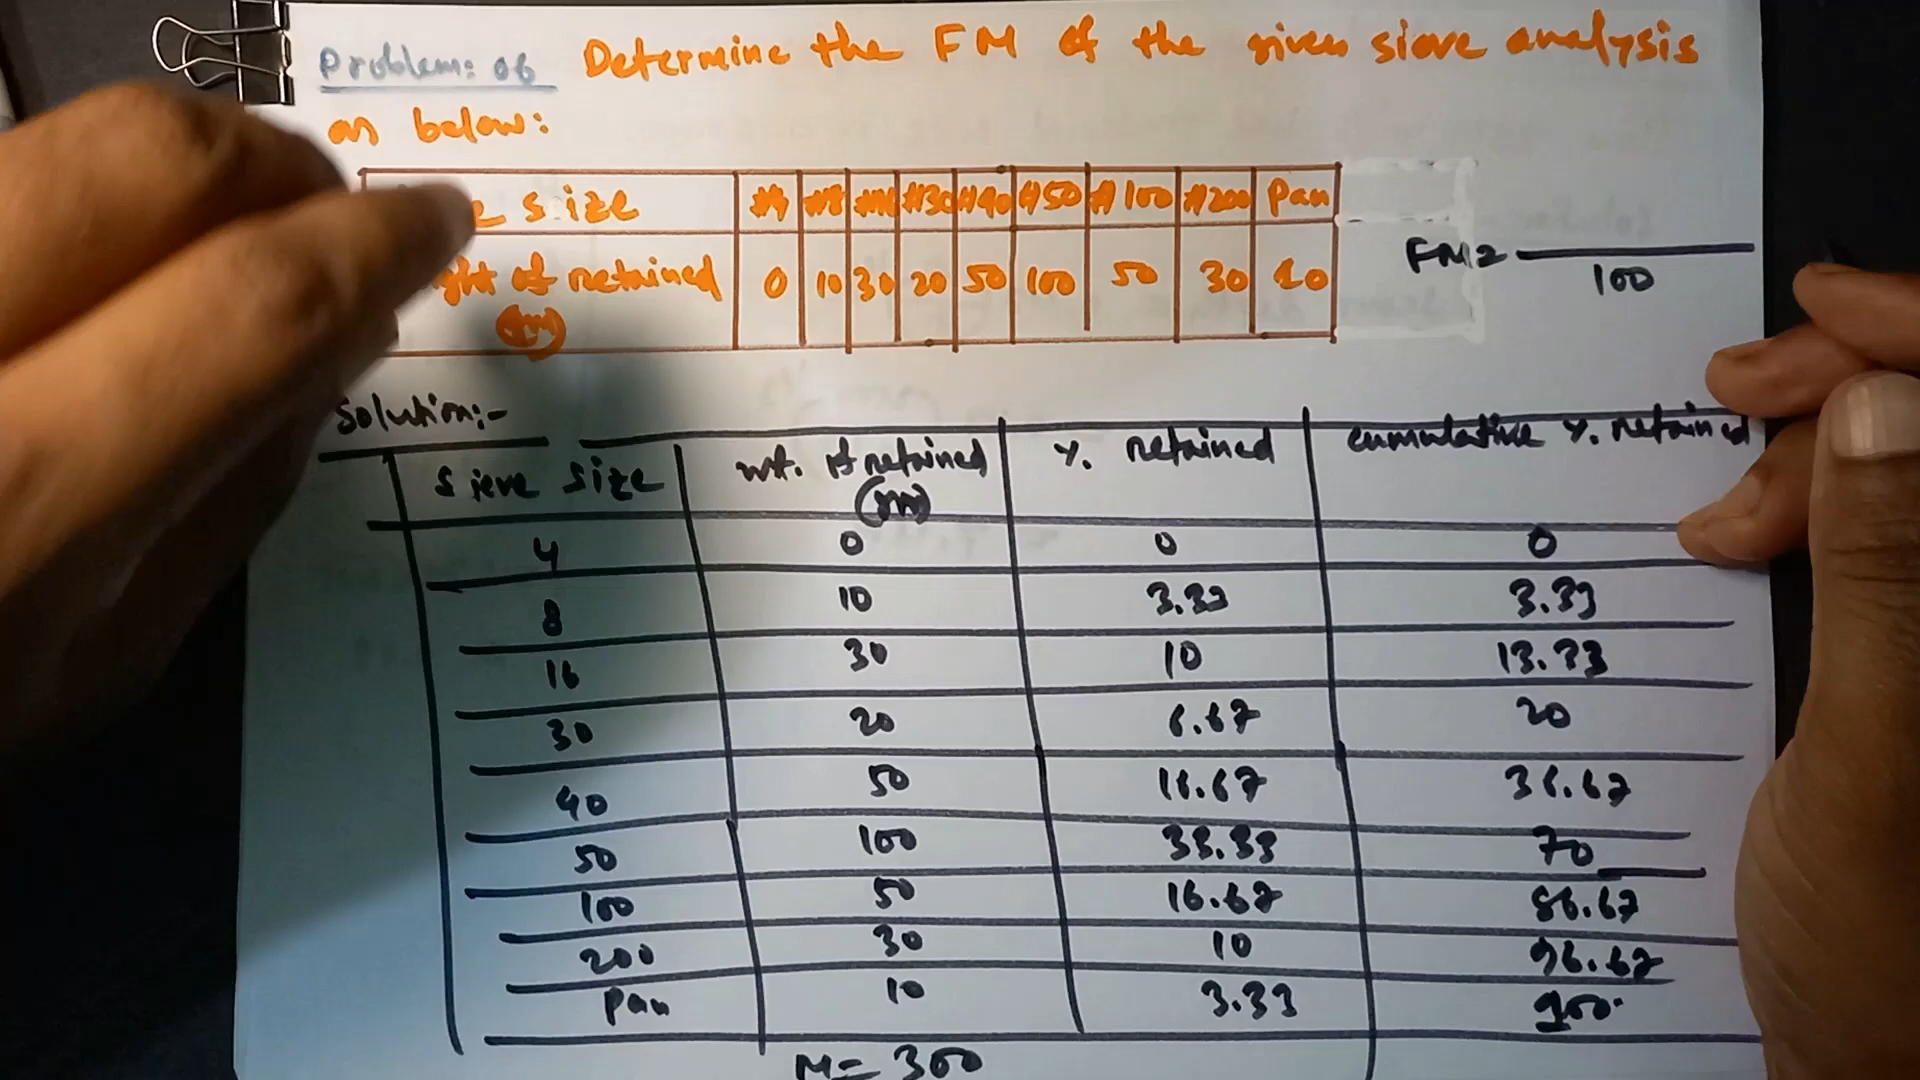 Problem: 06 Determine the FM of the given sieve analysis
as below:
size #4 #8 #16 #30 #40 #50 #100 #200 Pan
of retained 0 10 30 20 50 100 50 30 10
(gm)
FM = 
100
Solution:-
Sieve size wt. of retained (gm) % retained cumulative % retained
4 0 0 0
8 10 3.33 3.33
16 30 10 13.33
30 20 6.67 20
40 50 16.67 36.67
50 100 33.33 70
100 50 16.67 86.67
200 30 10 96.67
Pan 10 3.33 100
M = 300